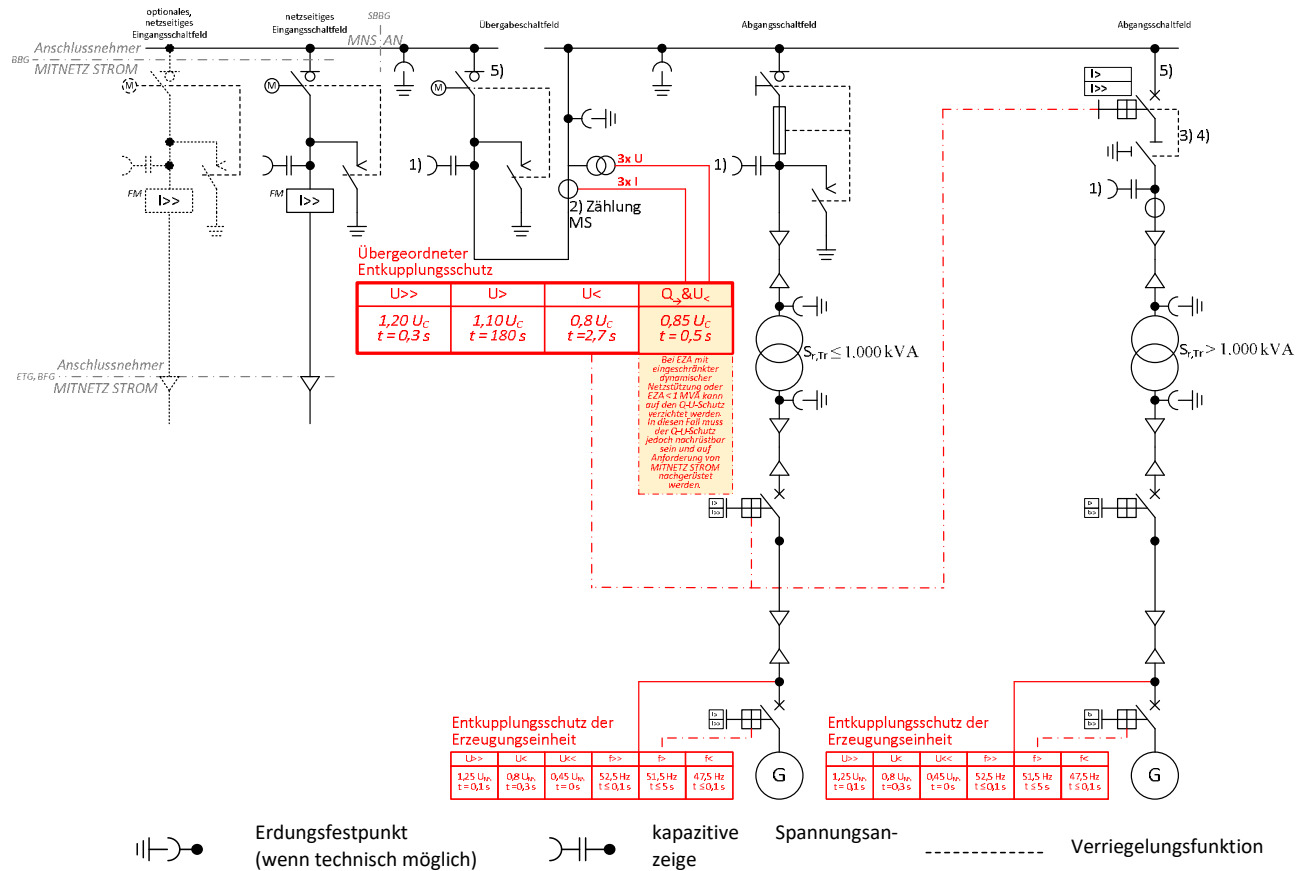 optionales,
netzseitiges
Eingangsschaltfeld
netzseitiges
Eingangsschaltfeld
SBBG
MNS AN
Übergabeschaltfeld
Abgangsschaltfeld
Abgangsschaltfeld
BBG
Anschlussnehmer
MITNETZ STROM
M
M
M
5)
I>
I>>
5)
3) 4)
1)
1)
1)
3x U
3x I
2) Zählung
MS
FM
I>>
FM
I>>
Übergeordneter
Entkupplungsschutz
U>>
U>
U<
Q→&U<
1,20 UC
t = 0,3 s
1,10 UC
t = 180 s
0,8 UC
t =2,7 s
0,85 UC
t = 0,5 s
Bei EZA mit
eingeschränkter
dynamischer
Netzstützung oder
EZA < 1 MVA kann
auf den Q-U-Schutz
verzichtet werden.
In diesen Fall muss
der Q-U-Schutz
jedoch nachrüstbar
sein und auf
Anforderung von
MITNETZ STROM
nachgerüstet
werden.
Sr,Tr ≤ 1.000 kVA
Sr,Tr > 1.000 kVA
ETG, BFG
Anschlussnehmer
MITNETZ STROM
Entkupplungsschutz der
Erzeugungseinheit
U>>
U<
U<<
f>>
f>
f<
1,25 UNS
t = 0,1 s
0,8 UNS
t =0,3 s
0,45 UNS
t = 0 s
52,5 Hz
t ≤ 0,1 s
51,5 Hz
t ≤ 5 s
47,5 Hz
t ≤ 0,1 s
G
Entkupplungsschutz der
Erzeugungseinheit
U>>
U<
U<<
f>>
f>
f<
1,25 UNS
t = 0,1 s
0,8 UNS
t =0,3 s
0,45 UNS
t = 0 s
52,5 Hz
t ≤ 0,1 s
51,5 Hz
t ≤ 5 s
47,5 Hz
t ≤ 0,1 s
G
Erdungsfestpunkt
(wenn technisch möglich)
kapazitive Spannungsan-
zeige
Verriegelungsfunktion